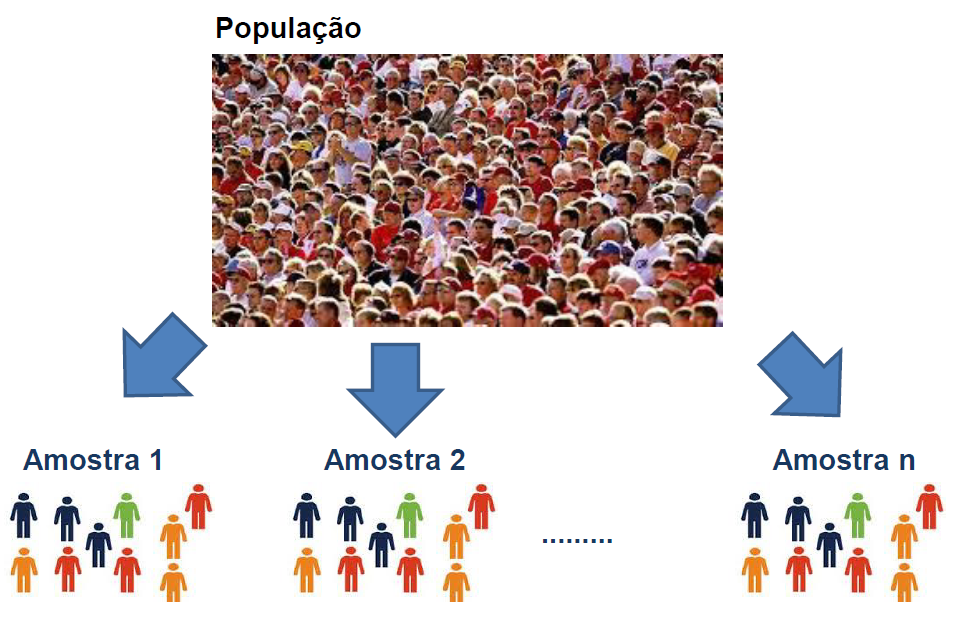 População
Amostra 1
Amostra 2
Amostra n
.........